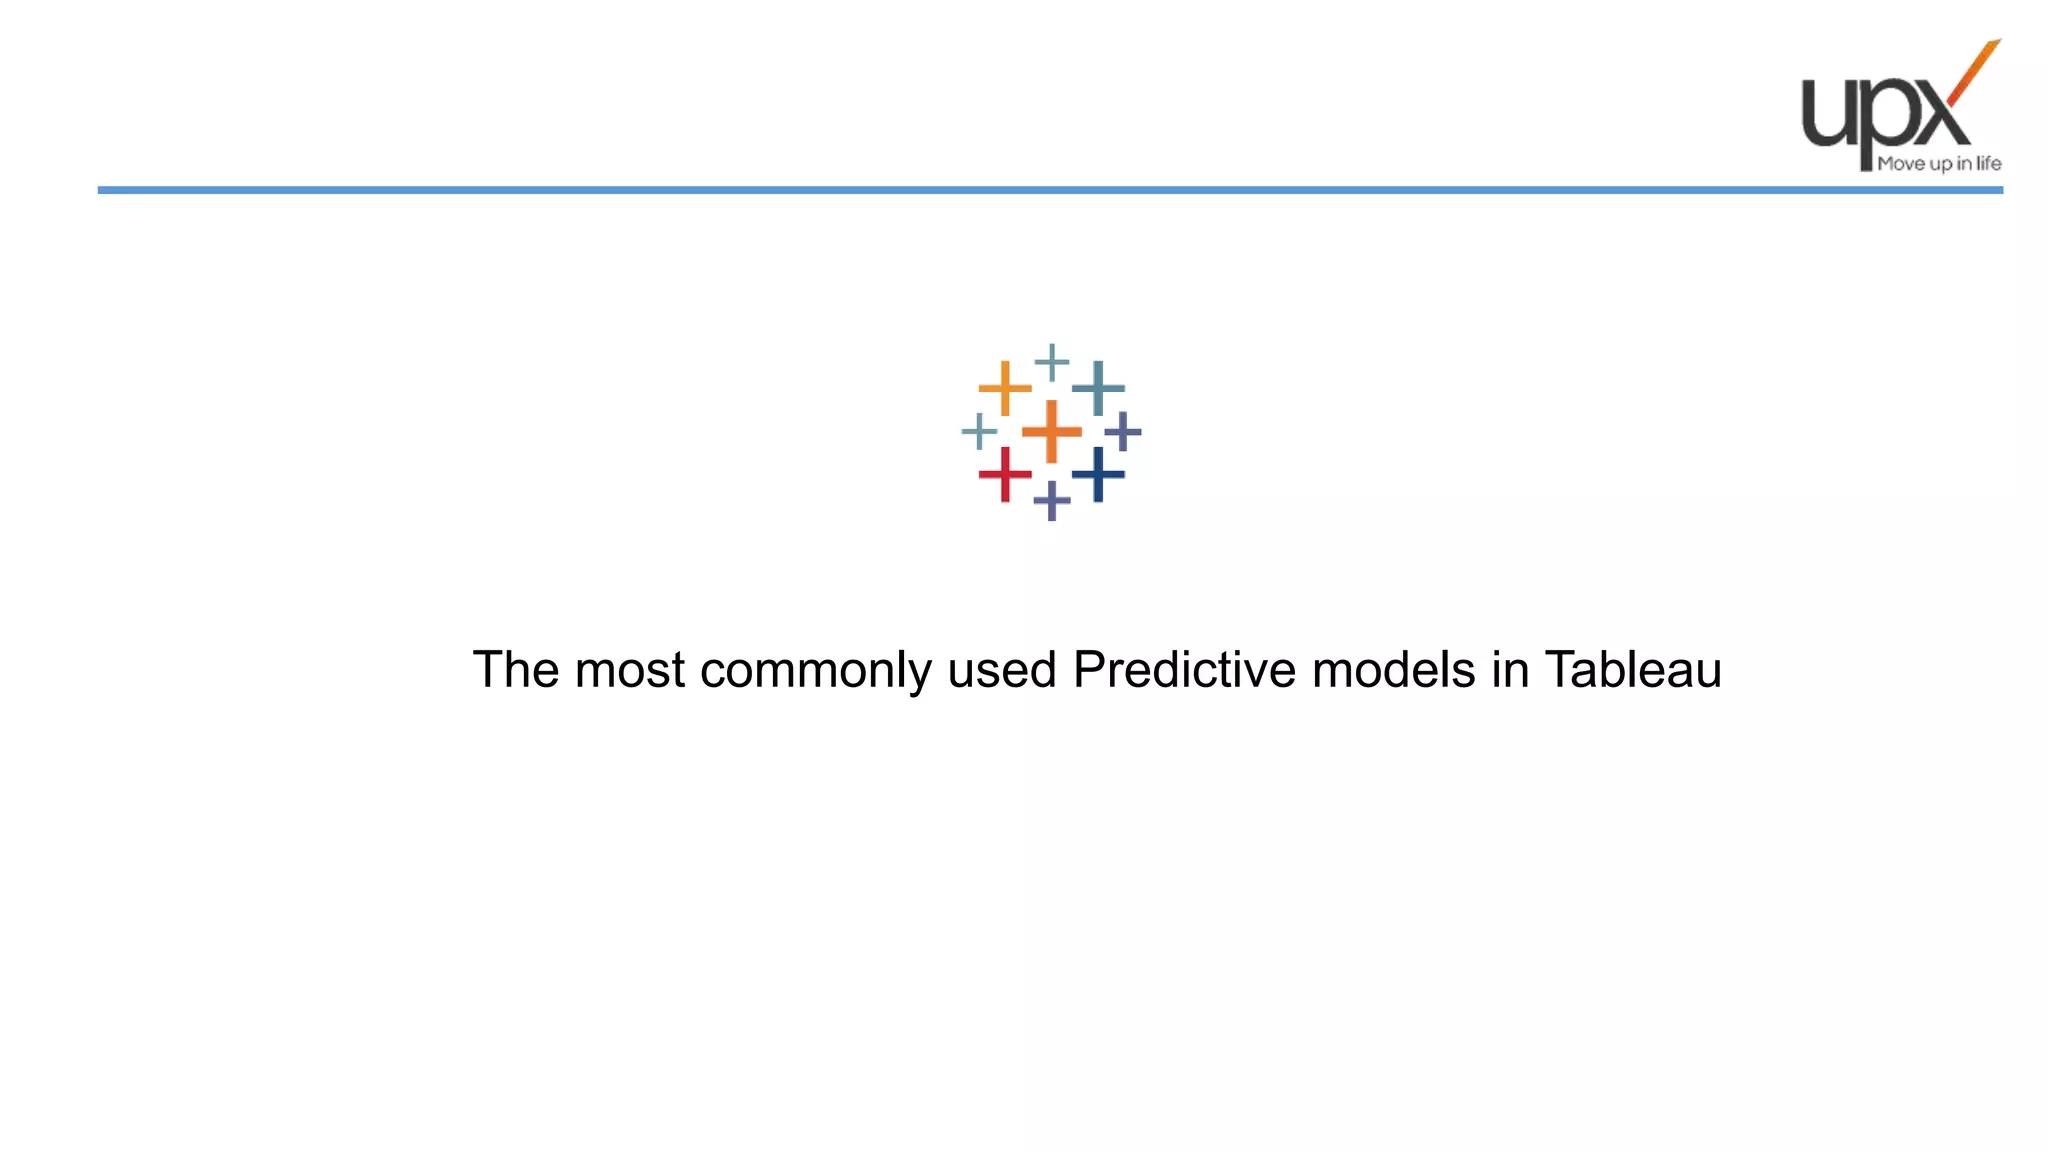 upx
Move up in life
The most commonly used Predictive models in Tableau